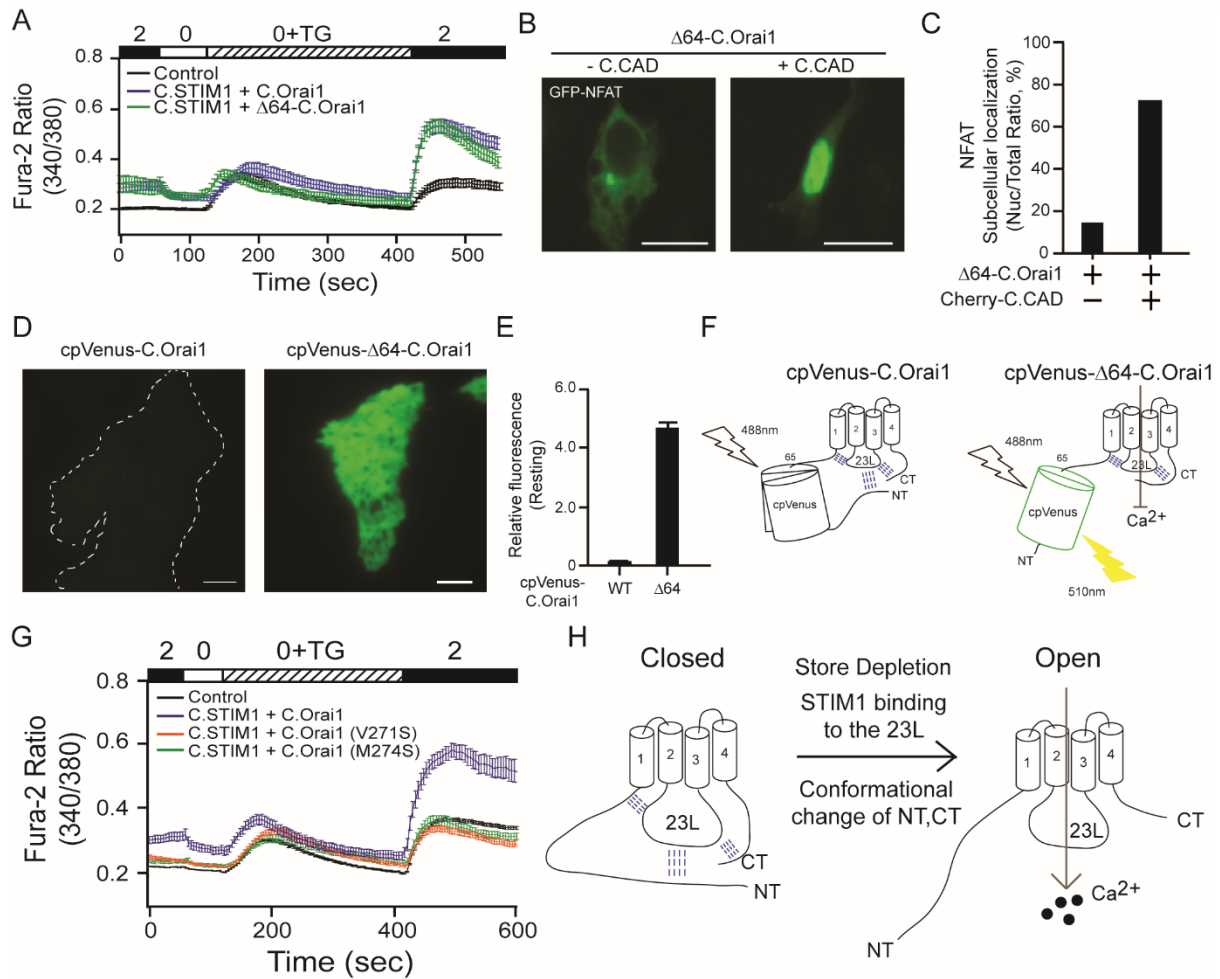 A
2 0 0+TG 2
0.8
0.6
0.4
0.2
Fura-2 Ratio
(340/380)
Control
C.STIM1 + C.Orai1
C.STIM1 + Δ64-C.Orai1
0 100 200 300 400 500
Time (sec)
B
Δ64-C.Orai1
- C.CAD + C.CAD
GFP-NFAT
C
NFAT
Subcellular localization
(Nuc/Total Ratio, %)
100
80
60
40
20
0
Δ64-C.Orai1 + +
Cherry-C.CAD − +
D
cpVenus-C.Orai1 cpVenus-Δ64-C.Orai1
E
Relative fluorescence
(Resting)
6.0
4.0
2.0
0
cpVenus-
C.Orai1
WT Δ64
F
cpVenus-C.Orai1
488nm
65
1 2 3 4
23L
CT
NT
cpVenus
cpVenus-Δ64-C.Orai1
488nm
65
1 2 3 4
23L
CT
cpVenus
Ca2+
NT
510nm
G
2 0 0+TG 2
0.8
0.6
0.4
0.2
Fura-2 Ratio
(340/380)
Control
C.STIM1 + C.Orai1
C.STIM1 + C.Orai1 (V271S)
C.STIM1 + C.Orai1 (M274S)
0 200 400 600
Time (sec)
H
Closed
1 2 3 4
23L
CT
NT
Store Depletion
STIM1 binding
to the 23L
Conformational
change of NT,CT
Open
1 2 3 4
23L
CT
Ca2+
NT